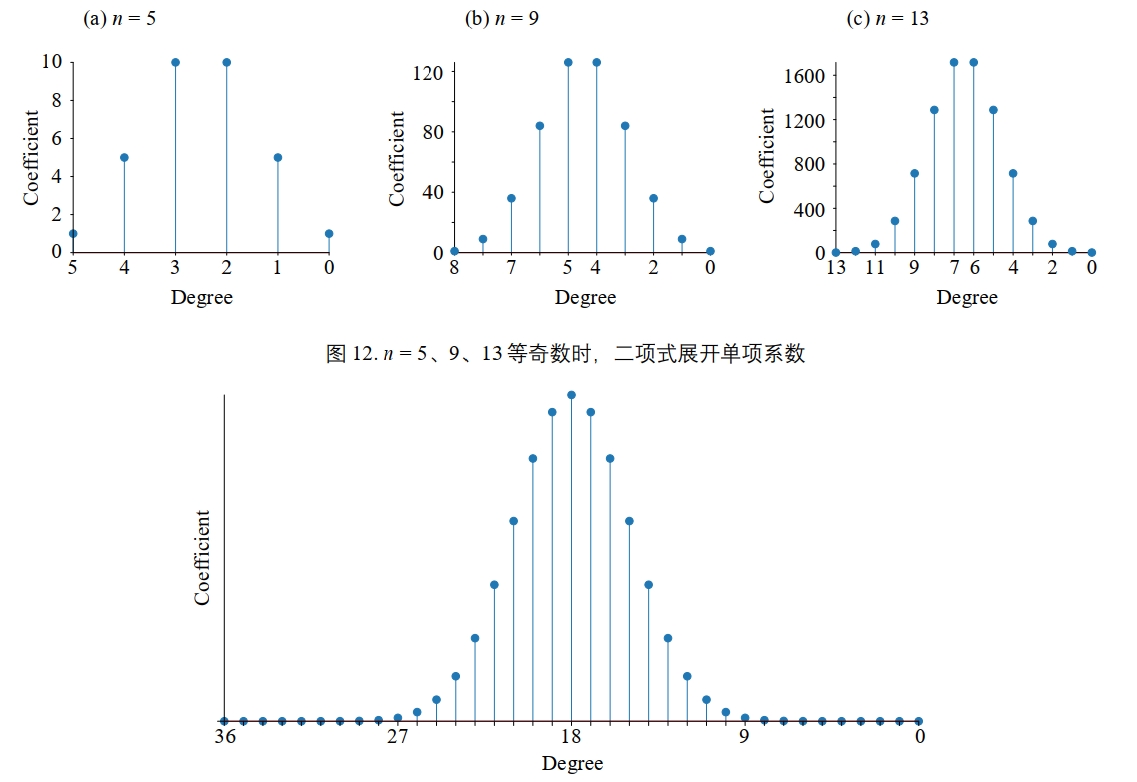 (a) n = 5
(b) n = 9
(c) n = 13
Coefficient
10
8
6
4
2
0
5 4 3 2 1 0
Degree
Coefficient
120
80
40
0
8 7 5 4 2 0
Degree
Coefficient
1600
1200
800
400
0
13 11 9 7 6 4 2 0
Degree
图 12. n = 5、9、13 等奇数时，二项式展开单项系数
Coefficient
36 27 18 9 0
Degree